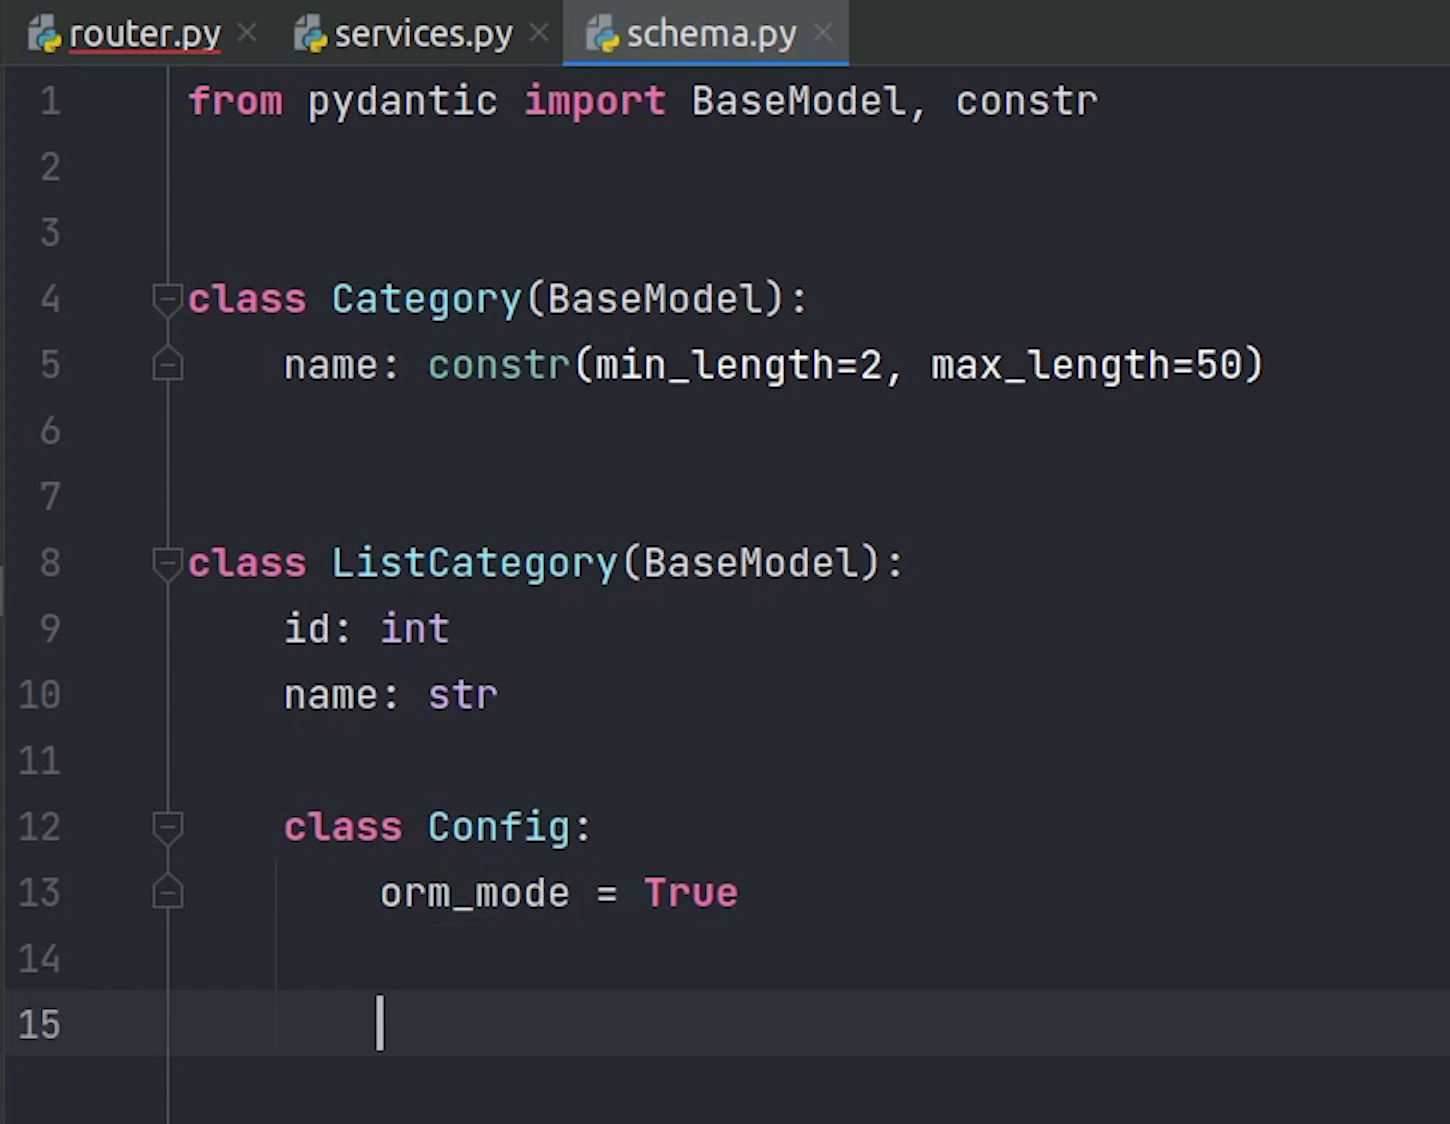 router.py services.py schema.py
1 from pydantic import BaseModel, constr
2
3
4 class Category(BaseModel):
5     name: constr(min_length=2, max_length=50)
6
7
8 class ListCategory(BaseModel):
9     id: int
10     name: str
11
12     class Config:
13         orm_mode = True
14
15